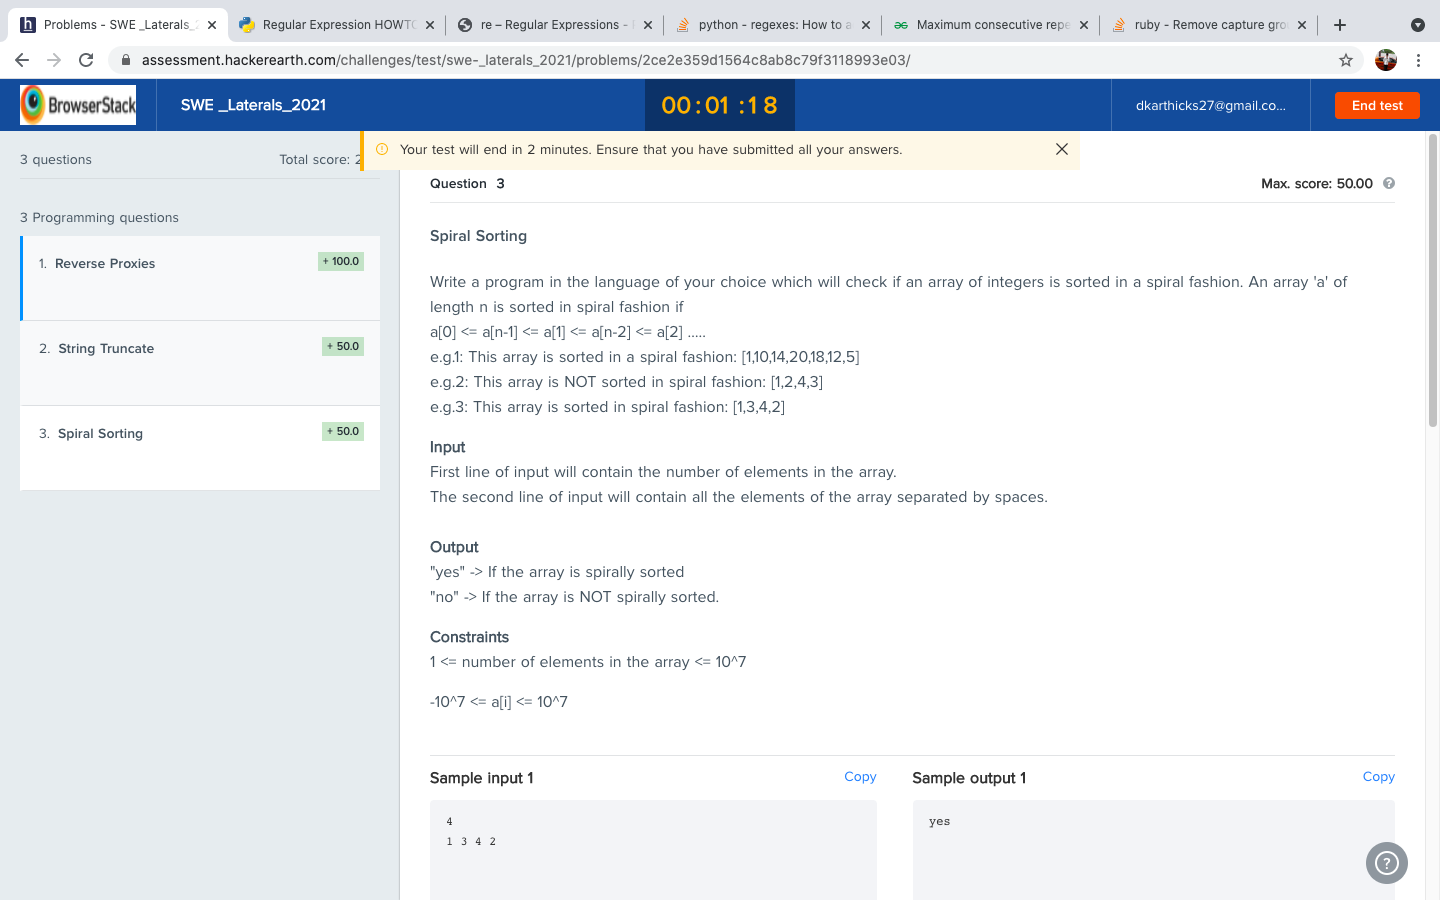 Problems - SWE _Laterals_2
Regular Expression HOWTO
re – Regular Expressions –
python - regexes: How to a
Maximum consecutive repe
ruby - Remove capture gro
assessment.hackerearth.com/challenges/test/swe-_laterals_2021/problems/2ce2e359d1564c8ab8c79f3118993e03/
BrowserStack
SWE _Laterals_2021
00:01 :18
dkarthicks27@gmail.co...
End test
Your test will end in 2 minutes. Ensure that you have submitted all your answers.
3 questions
Total score: 2
3 Programming questions
1. Reverse Proxies
+ 100.0
2. String Truncate
+ 50.0
3. Spiral Sorting
+ 50.0
Question 3
Max. score: 50.00
?
Spiral Sorting
Write a program in the language of your choice which will check if an array of integers is sorted in a spiral fashion. An array 'a' of
length n is sorted in spiral fashion if
a[0] <= a[n-1] <= a[1] <= a[n-2] <= a[2] .....
e.g.1: This array is sorted in a spiral fashion: [1,10,14,20,18,12,5]
e.g.2: This array is NOT sorted in spiral fashion: [1,2,4,3]
e.g.3: This array is sorted in spiral fashion: [1,3,4,2]
Input
First line of input will contain the number of elements in the array.
The second line of input will contain all the elements of the array separated by spaces.
Output
"yes" -> If the array is spirally sorted
"no" -> If the array is NOT spirally sorted.
Constraints
1 <= number of elements in the array <= 10^7
-10^7 <= a[i] <= 10^7
Sample input 1
Copy
4
1 3 4 2
Sample output 1
Copy
yes
?